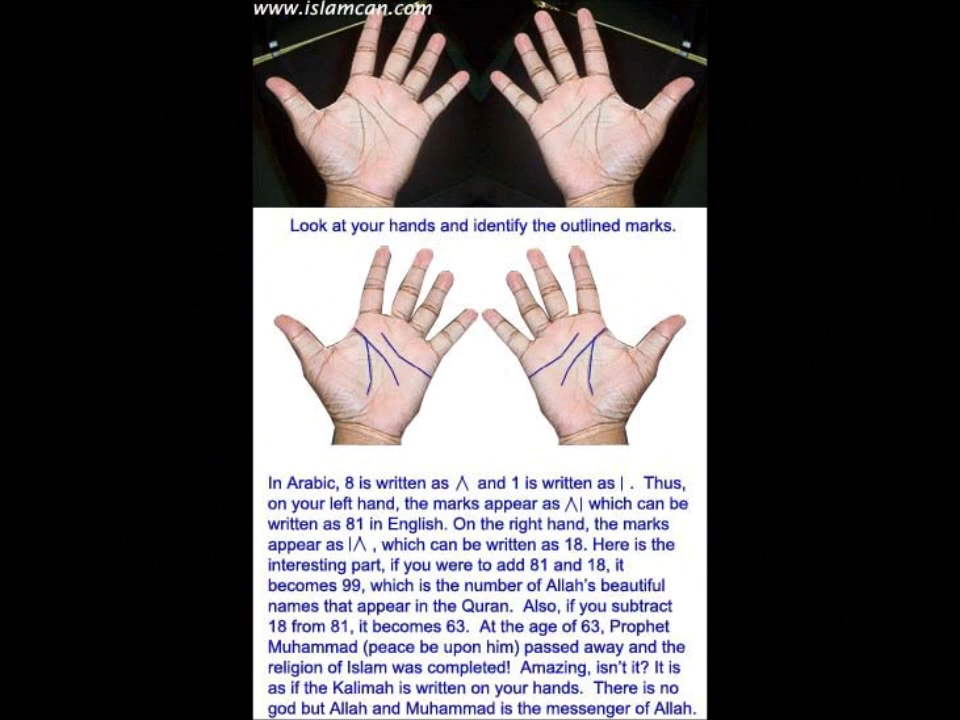 www.islamcan.com
Look at your hands and identify the outlined marks.
In Arabic, 8 is written as ٨ and 1 is written as ١ . Thus,
on your left hand, the marks appear as ٨١ which can be
written as 81 in English. On the right hand, the marks
appear as ١٨ , which can be written as 18. Here is the
interesting part, if you were to add 81 and 18, it
becomes 99, which is the number of Allah's beautiful
names that appear in the Quran. Also, if you subtract
18 from 81, it becomes 63. At the age of 63, Prophet
Muhammad (peace be upon him) passed away and the
religion of Islam was completed! Amazing, isn't it? It is
as if the Kalimah is written on your hands. There is no
god but Allah and Muhammad is the messenger of Allah.